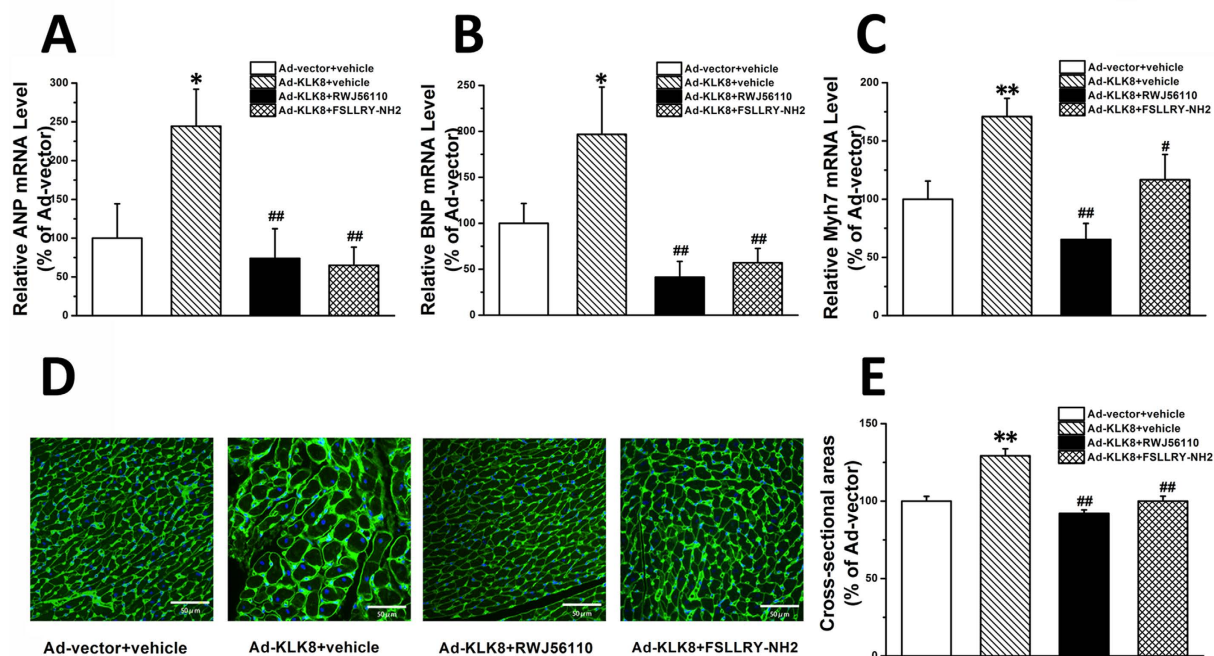 A
Relative ANP mRNA Level
(% of Ad-vector)
300
250
200
150
100
50
0
*
##
##
Ad-vector+vehicle
Ad-KLK8+vehicle
Ad-KLK8+RWJ56110
Ad-KLK8+FSLLRY-NH2
B
Relative BNP mRNA Level
(% of Ad-vector)
250
200
150
100
50
0
*
##
##
Ad-vector+vehicle
Ad-KLK8+vehicle
Ad-KLK8+RWJ56110
Ad-KLK8+FSLLRY-NH2
C
Relative Myh7 mRNA Level
(% of Ad-vector)
200
150
100
50
0
**
##
#
Ad-vector+vehicle
Ad-KLK8+vehicle
Ad-KLK8+RWJ56110
Ad-KLK8+FSLLRY-NH2
D
50μm
50μm
50μm
50μm
Ad-vector+vehicle
Ad-KLK8+vehicle
Ad-KLK8+RWJ56110
Ad-KLK8+FSLLRY-NH2
E
Cross-sectional areas
(% of Ad-vector)
150
100
50
0
**
##
##
Ad-vector+vehicle
Ad-KLK8+vehicle
Ad-KLK8+RWJ56110
Ad-KLK8+FSLLRY-NH2